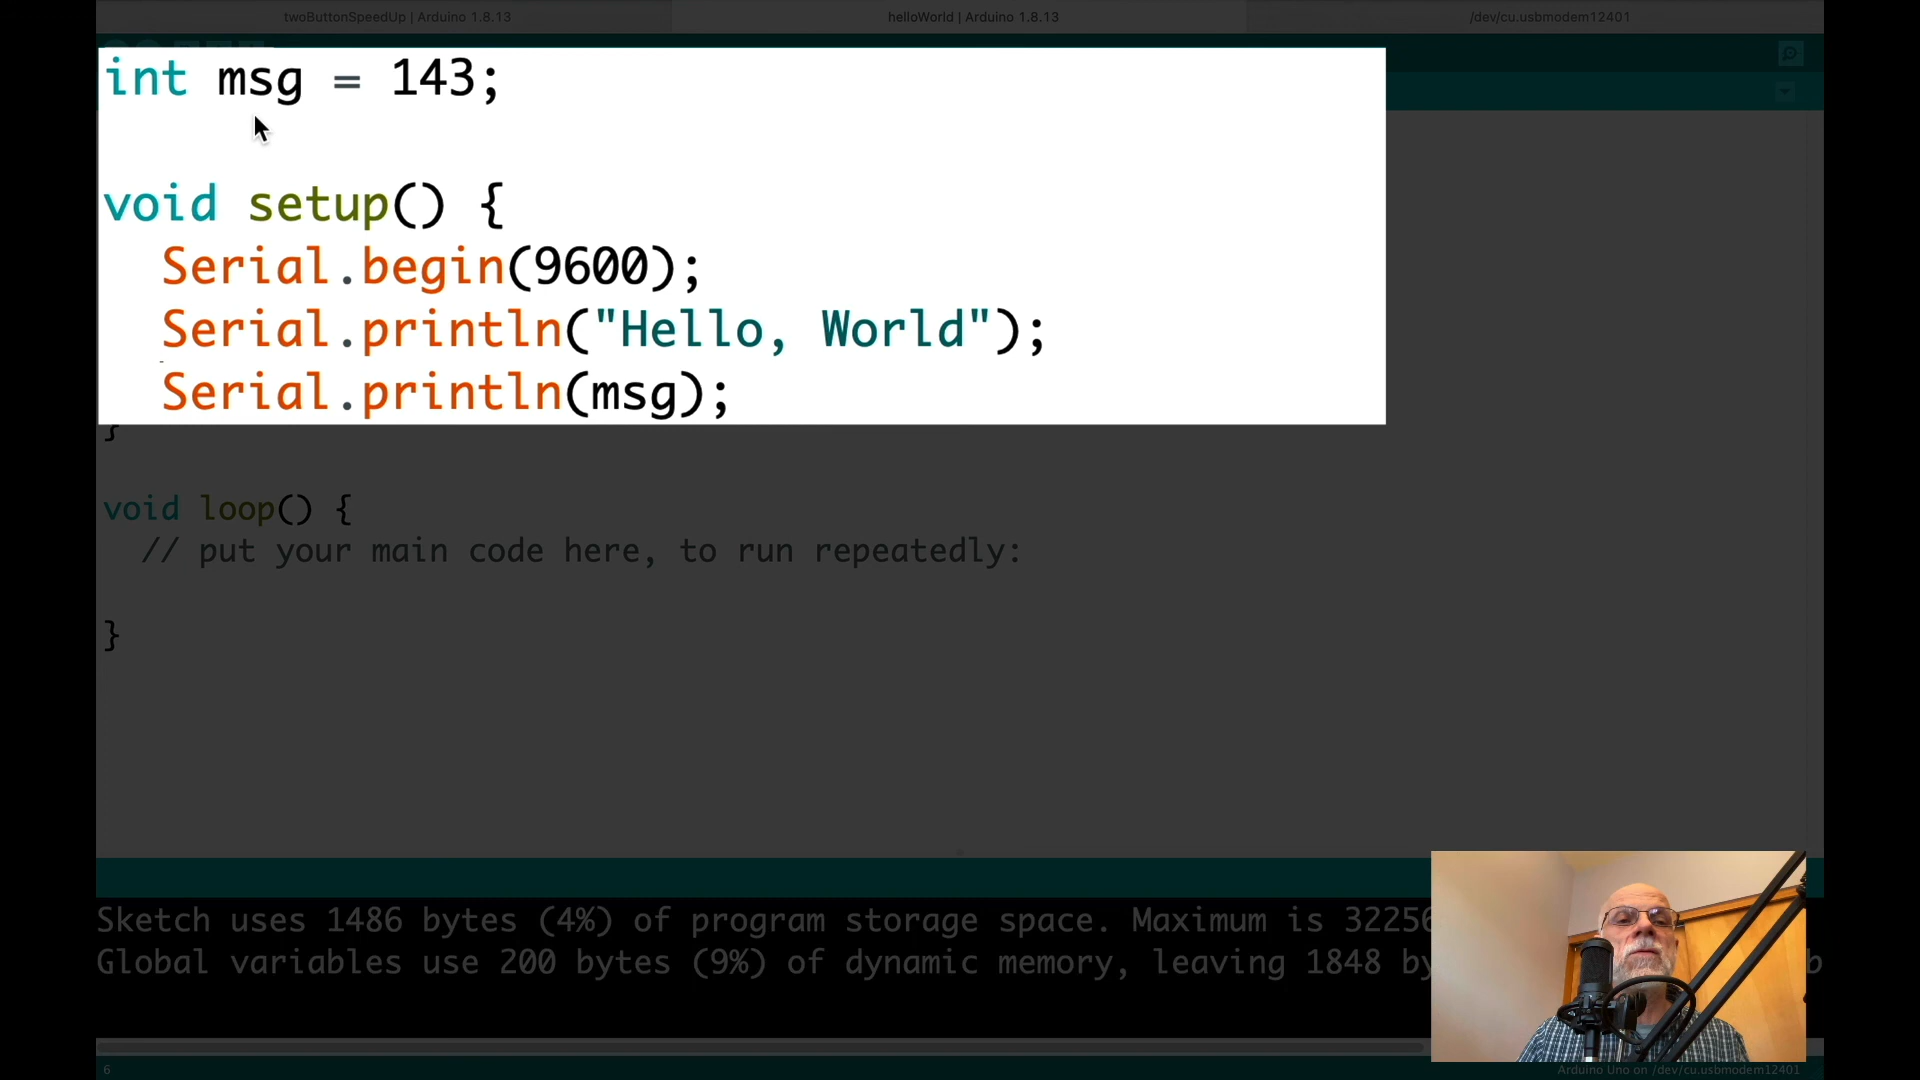 twoButtonSpeedUp | Arduino 1.8.13
helloWorld | Arduino 1.8.13
/dev/cu.usbmodem12401
int msg = 143;
void setup() {
Serial.begin(9600);
Serial.println("Hello, World");
Serial.println(msg);
}
void loop() {
// put your main code here, to run repeatedly:
}
Sketch uses 1486 bytes (4%) of program storage space. Maximum is 32256
Global variables use 200 bytes (9%) of dynamic memory, leaving 1848 by
b
6
Arduino Uno on /dev/cu.usbmodem12401